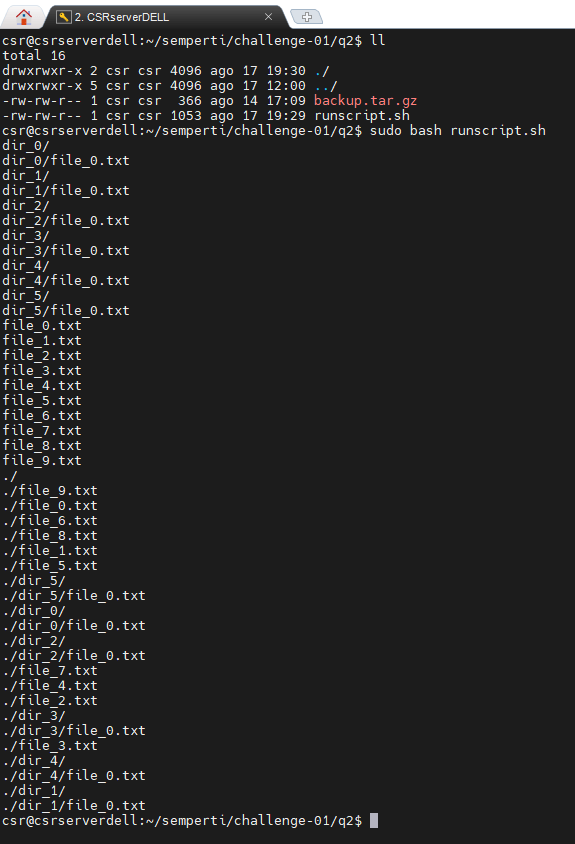 2. CSRserverDELL
csr@csrserverdell:~/semperti/challenge-01/q2$ ll
total 16
drwxrwxr-x 2 csr csr 4096 ago 17 19:30 ./
drwxrwxr-x 5 csr csr 4096 ago 17 12:00 ../
-rw-rw-r-- 1 csr csr  366 ago 14 17:09 backup.tar.gz
-rw-rw-r-- 1 csr csr 1053 ago 17 19:29 runscript.sh
csr@csrserverdell:~/semperti/challenge-01/q2$ sudo bash runscript.sh
dir_0/
dir_0/file_0.txt
dir_1/
dir_1/file_0.txt
dir_2/
dir_2/file_0.txt
dir_3/
dir_3/file_0.txt
dir_4/
dir_4/file_0.txt
dir_5/
dir_5/file_0.txt
file_0.txt
file_1.txt
file_2.txt
file_3.txt
file_4.txt
file_5.txt
file_6.txt
file_7.txt
file_8.txt
file_9.txt
./
./file_9.txt
./file_0.txt
./file_6.txt
./file_8.txt
./file_1.txt
./file_5.txt
./dir_5/
./dir_5/file_0.txt
./dir_0/
./dir_0/file_0.txt
./dir_2/
./dir_2/file_0.txt
./file_7.txt
./file_4.txt
./file_2.txt
./dir_3/
./dir_3/file_0.txt
./file_3.txt
./dir_4/
./dir_4/file_0.txt
./dir_1/
./dir_1/file_0.txt
csr@csrserverdell:~/semperti/challenge-01/q2$